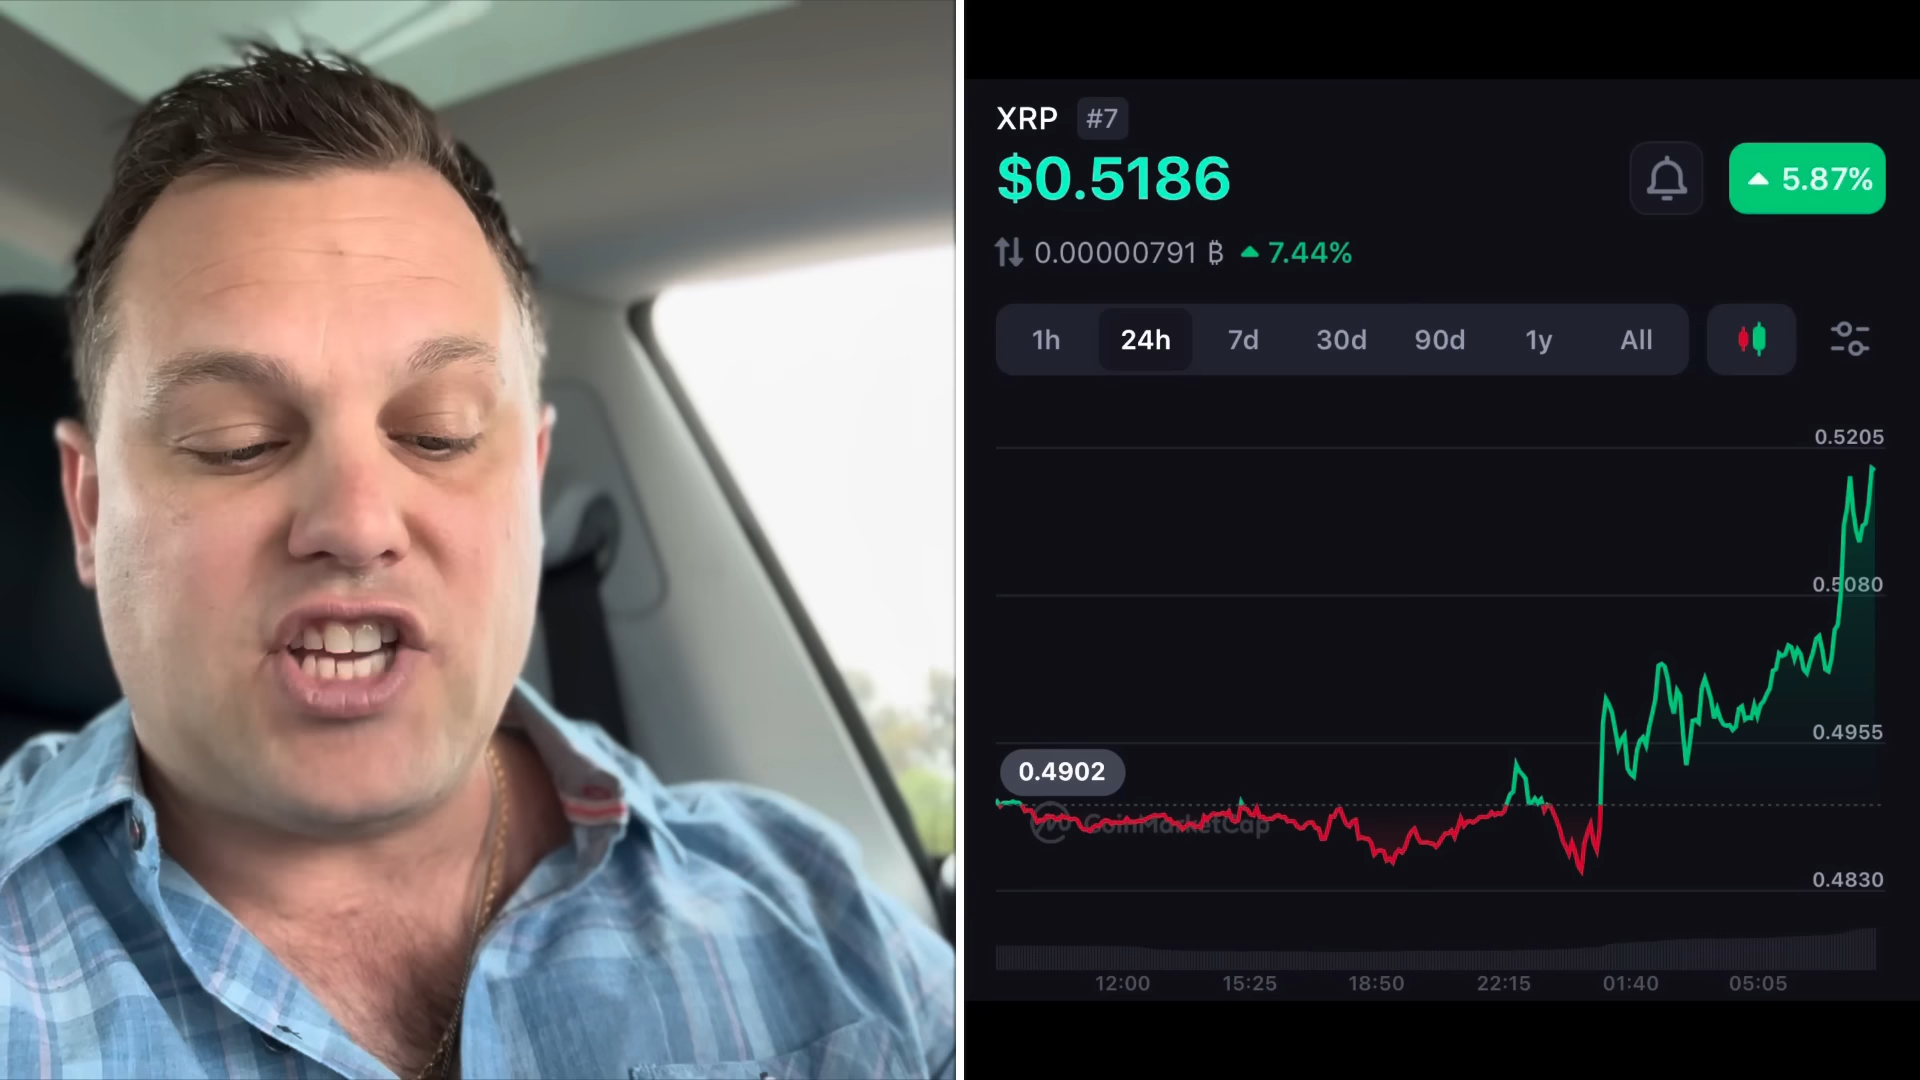 XRP #7
$0.5186
5.87%
0.00000791 ₿ 7.44%
1h 24h 7d 30d 90d 1y All
0.5205
0.5080
0.4955
0.4902
CoinMarketCap
0.4830
12:00 15:25 18:50 22:15 01:40 05:05